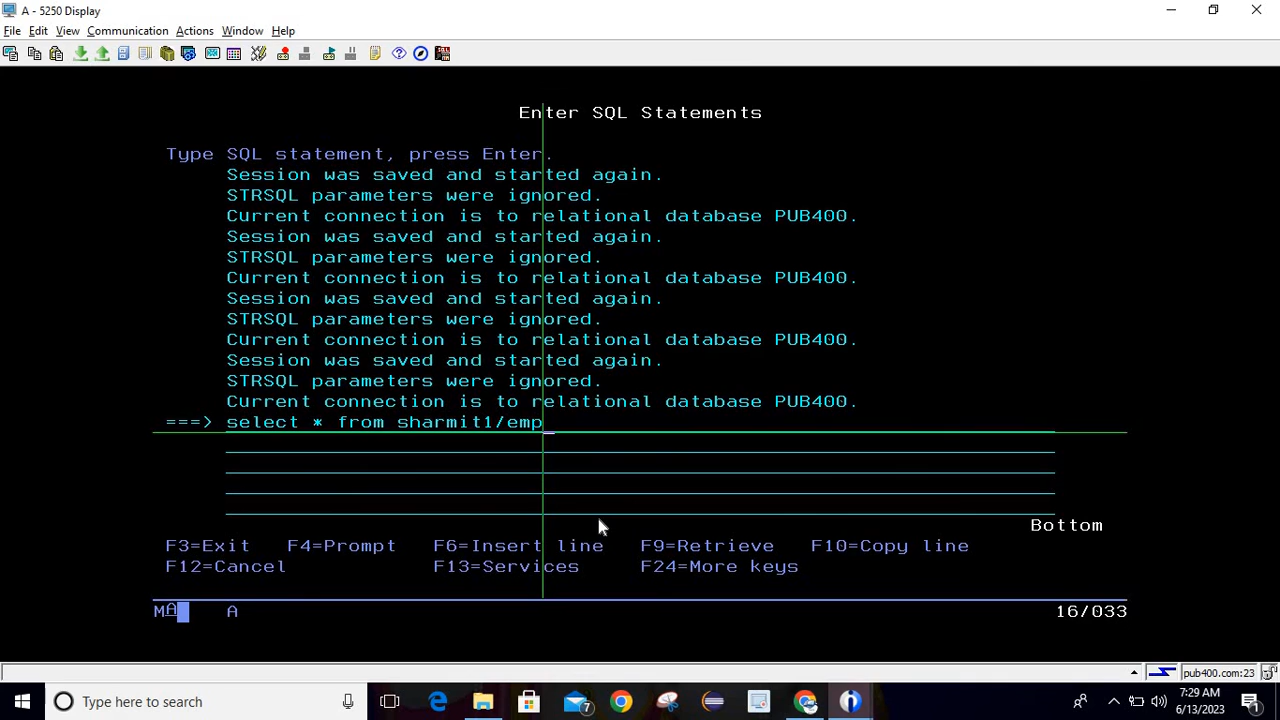 A - 5250 Display
File Edit View Communication Actions Window Help
Enter SQL Statements
Type SQL statement, press Enter.
Session was saved and started again.
STRSQL parameters were ignored.
Current connection is to relational database PUB400.
Session was saved and started again.
STRSQL parameters were ignored.
Current connection is to relational database PUB400.
Session was saved and started again.
STRSQL parameters were ignored.
Current connection is to relational database PUB400.
Session was saved and started again.
STRSQL parameters were ignored.
Current connection is to relational database PUB400.
===> select * from sharmit1/emp
Bottom
F3=Exit F4=Prompt F6=Insert line F9=Retrieve F10=Copy line
F12=Cancel F13=Services F24=More keys
MA A 16/033
pub400.com:23
Type here to search 7 7:29 AM
6/13/2023 1